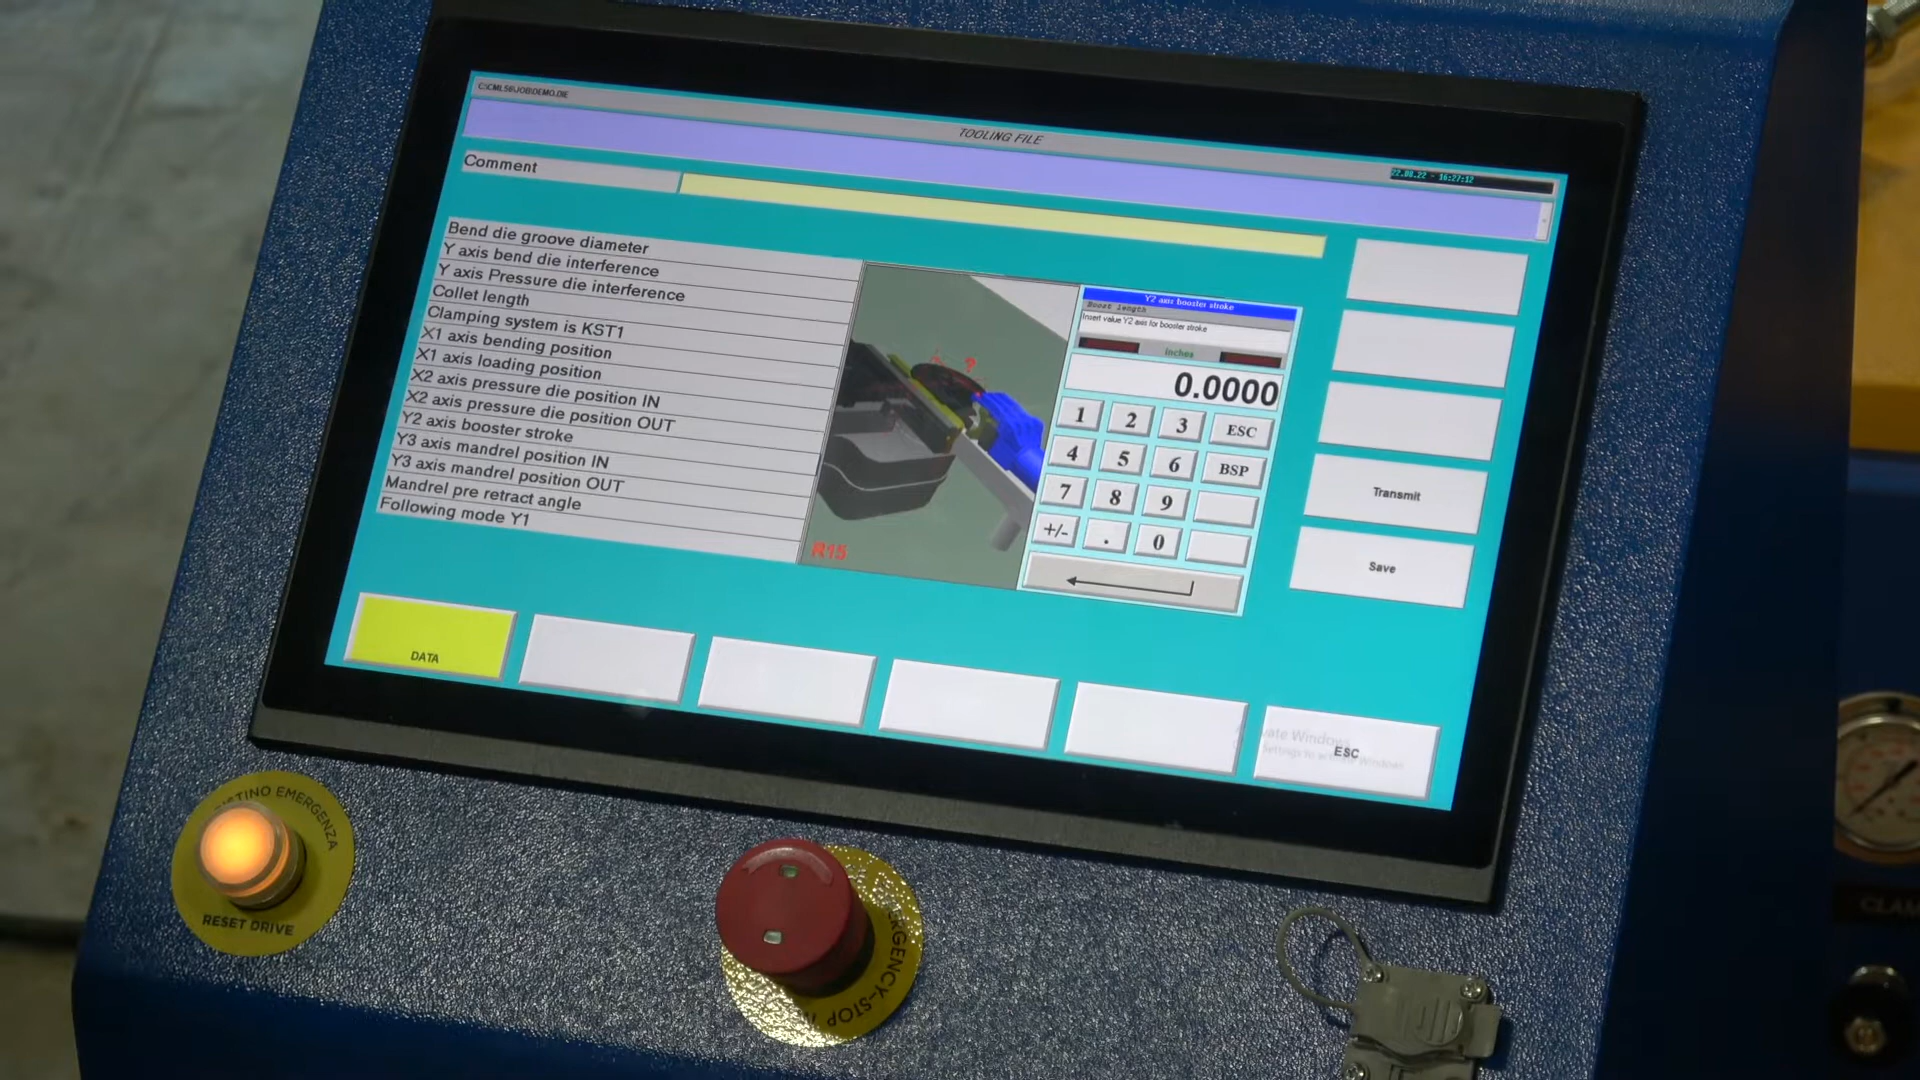 C:\CML56\JOB\DEMO.DIE
TOOLING FILE
22.08.22 - 16:27:12
Comment
Bend die groove diameter
Y axis bend die interference
Y axis Pressure die interference
Collet length
Clamping system is KST1
X1 axis bending position
X1 axis loading position
X2 axis pressure die position IN
X2 axis pressure die position OUT
Y2 axis booster stroke
Y3 axis mandrel position IN
Y3 axis mandrel position OUT
Mandrel pre retract angle
Following mode Y1
R15
Y2 axis booster stroke
Boost length
Insert value Y2 axis for booster stroke
inches
0.0000
1 2 3 ESC
4 5 6 BSP
7 8 9
+/- . 0
Transmit
Save
DATA
ESC
RESET DRIVE
EMERGENZA
EMERGENCY-STOP